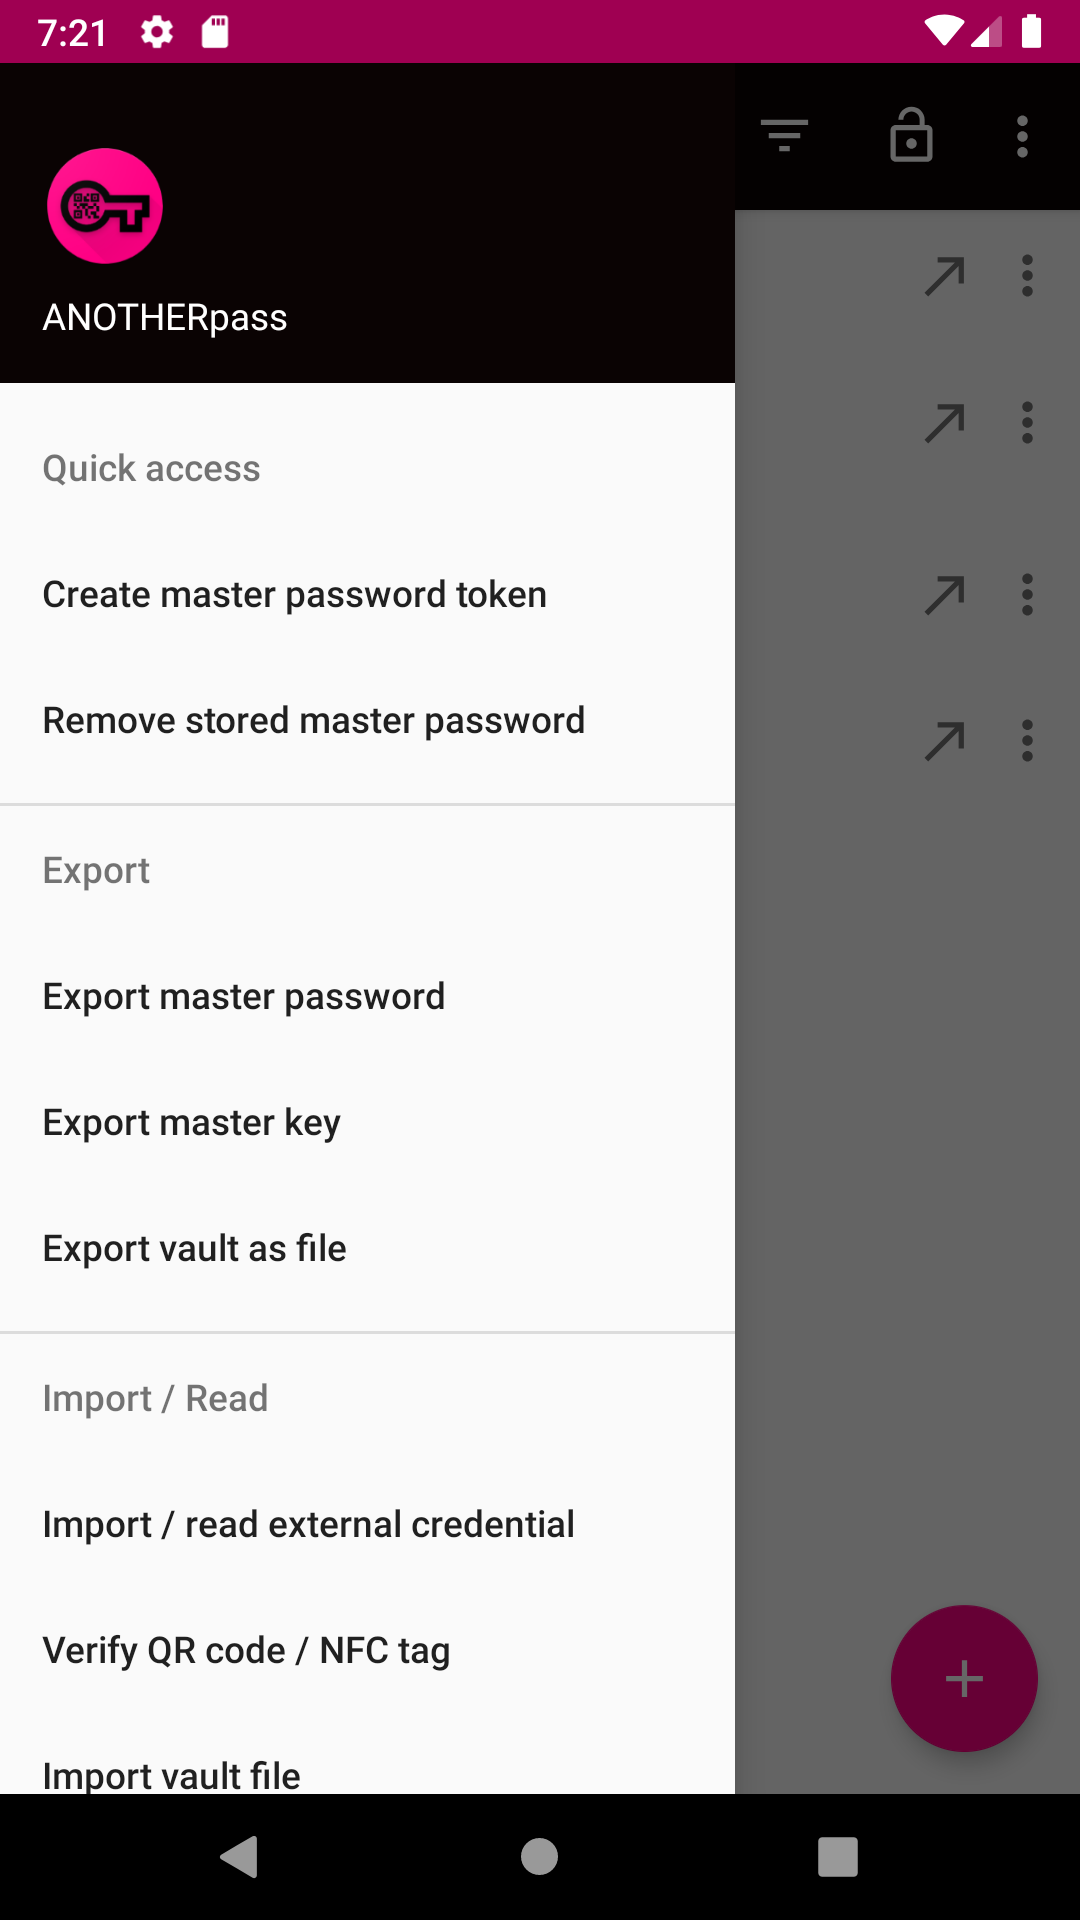 7:21
ANOTHERpass
Quick access
Create master password token
Remove stored master password
Export
Export master password
Export master key
Export vault as file
Import / Read
Import / read external credential
Verify QR code / NFC tag
Import vault file